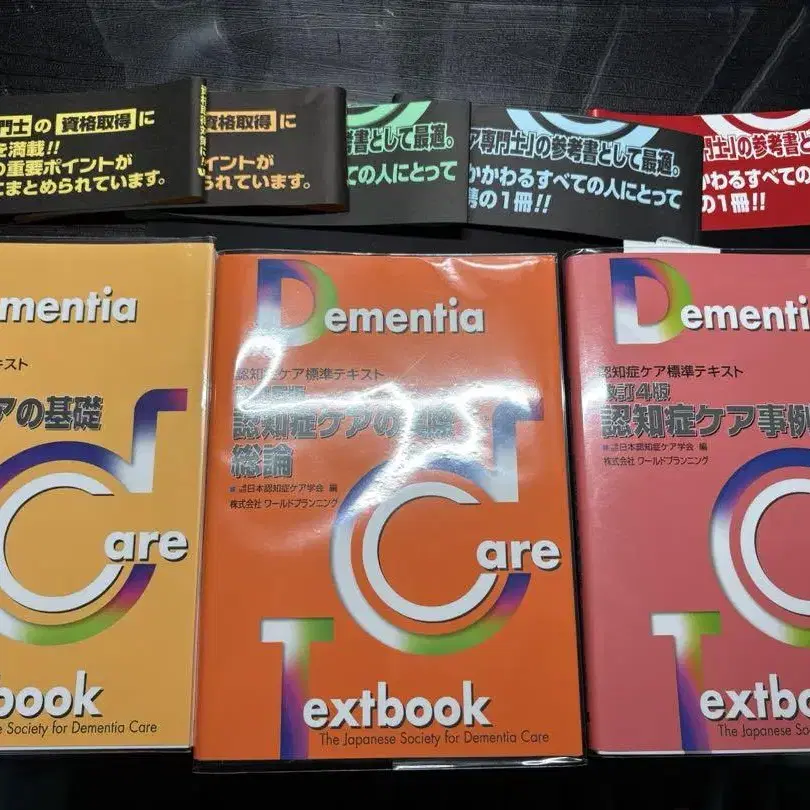 門士の 資格取得 に
を満載!!
の重要ポイントが
にまとめられています。
資格取得 に
イントが
られています。
書として最適。
ての人にとって
ア専門士」の参考書として最適。
かかわるすべての人にとって
携の1冊!!
門士」の参考書として最適
わるすべての
の1冊!!
ementia
キスト
アの基礎
Care
book
e Society for Dementia Care
Dementia
認知症ケア標準テキスト
認知症ケアの
総論
日本認知症ケア学会 編
株式会社 ワールドプランニング
Care
Textbook
The Japanese Society for Dementia Care
Dementia
認知症ケア標準テキスト
改訂4版
認知症ケア事例
日本認知症ケア学会 編
株式会社 ワールドプランニング
C
Textbook
The Japanese So